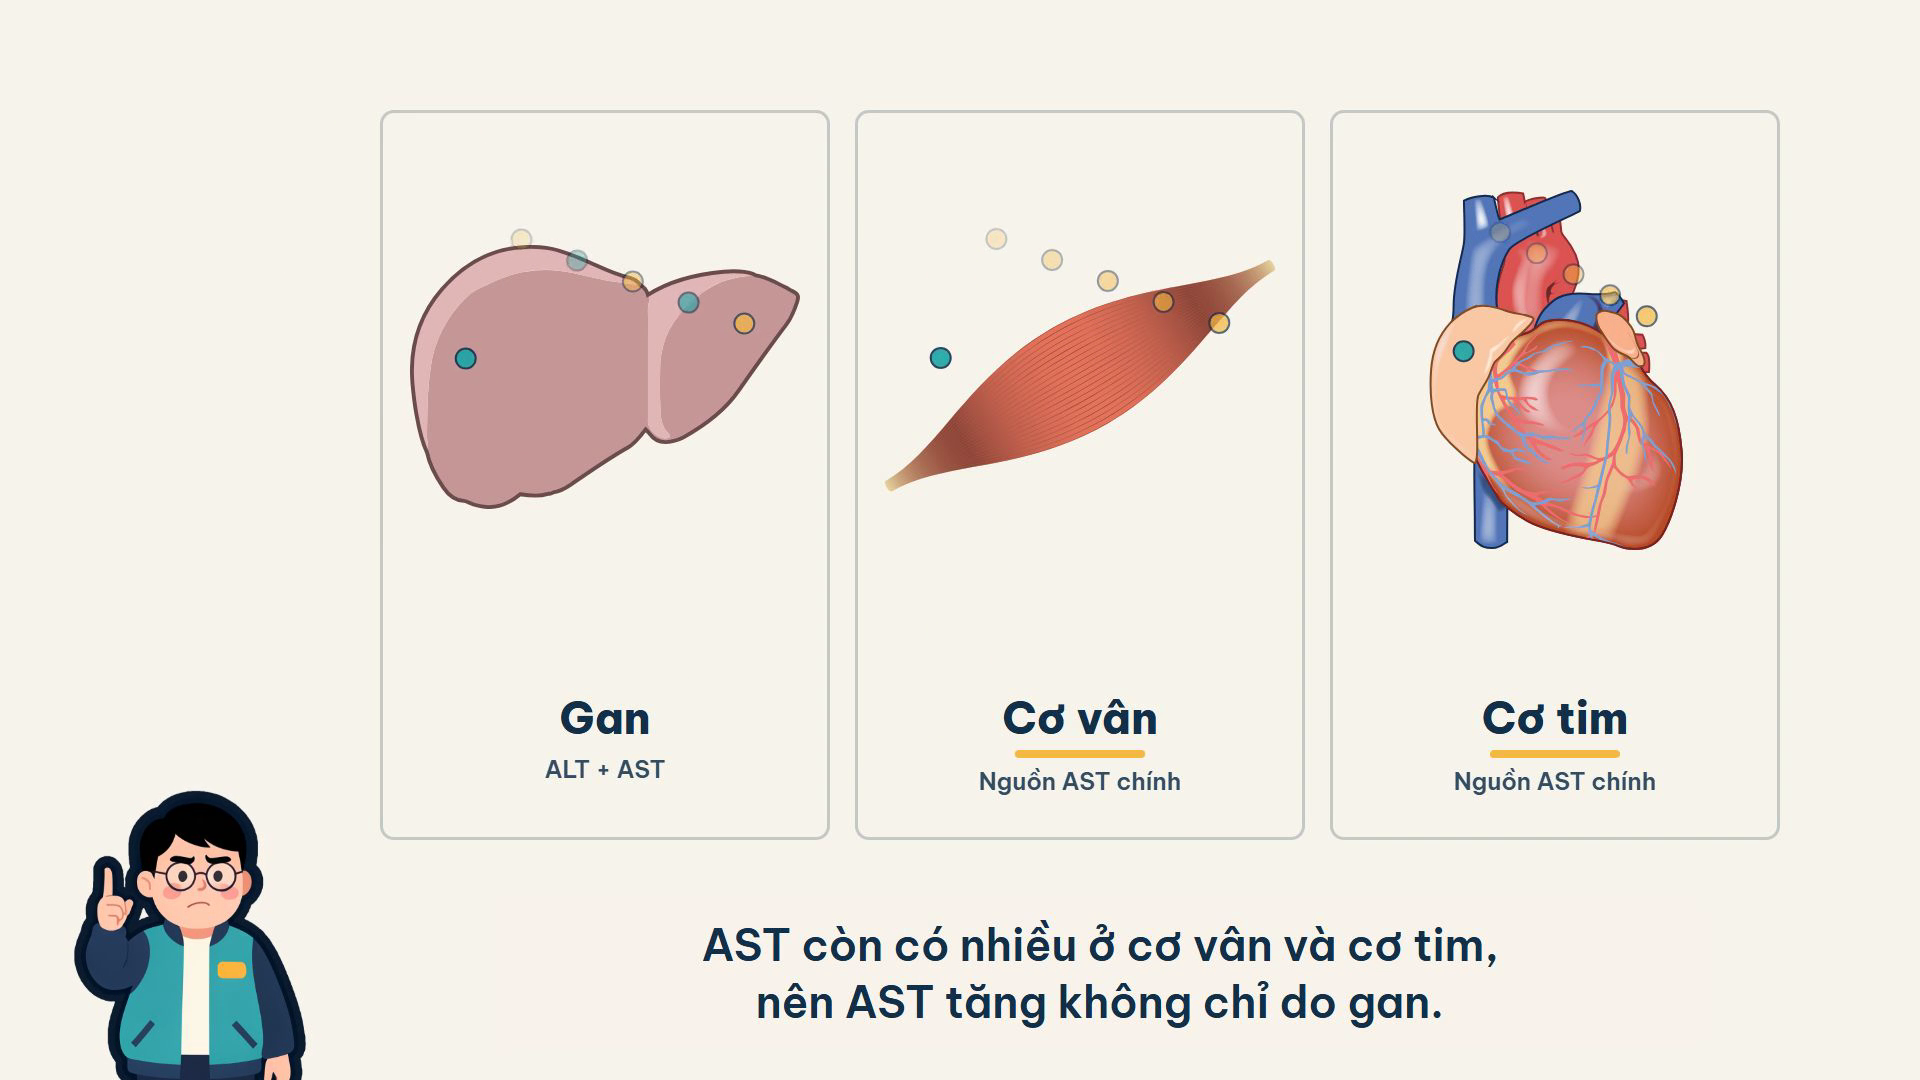 Gan
ALT + AST
Cơ vân
Nguồn AST chính
Cơ tim
Nguồn AST chính
AST còn có nhiều ở cơ vân và cơ tim,
nên AST tăng không chỉ do gan.